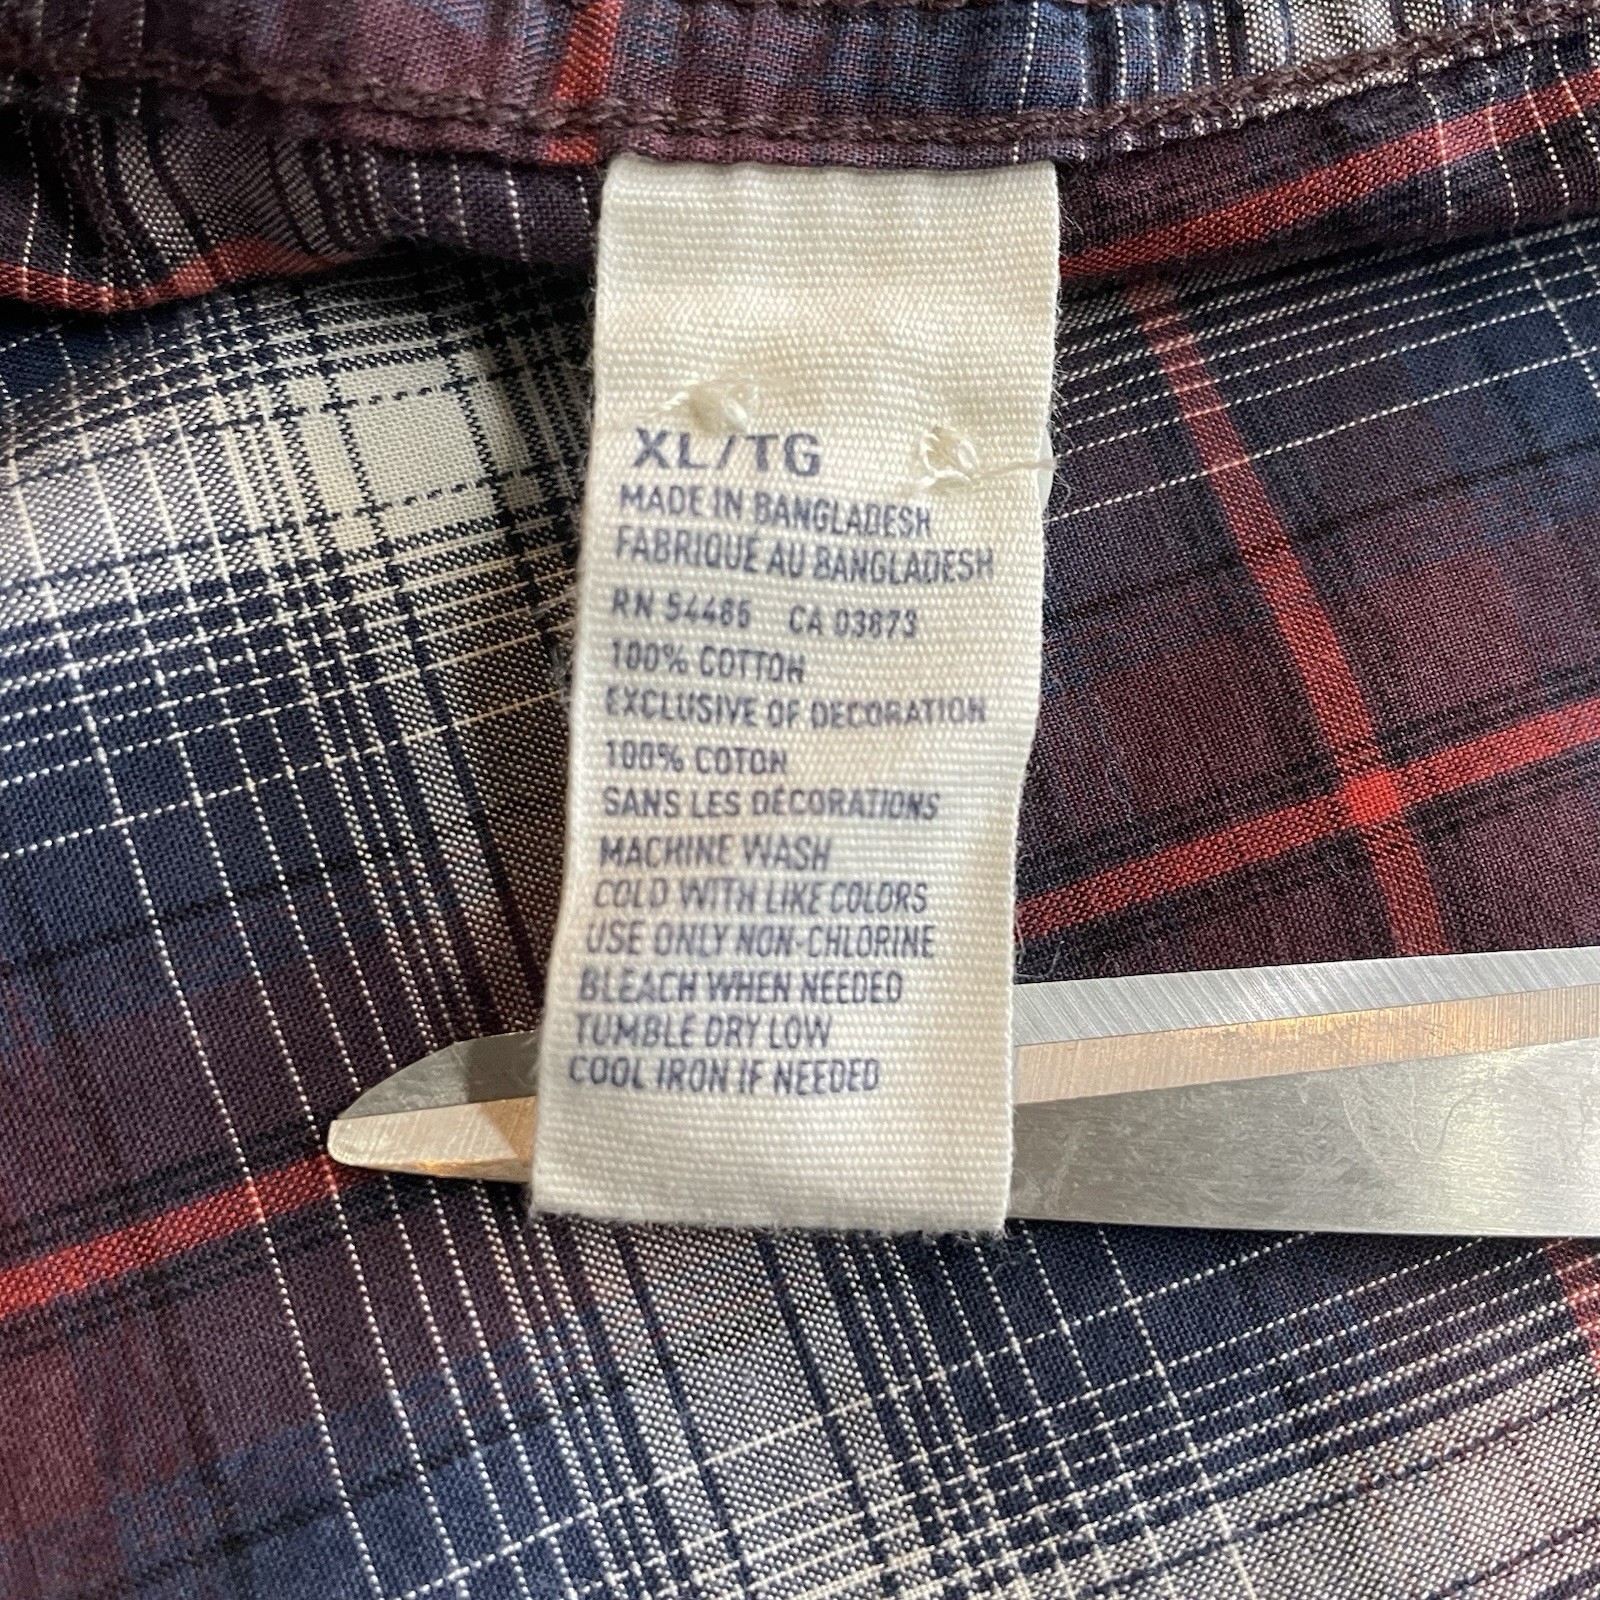 XL/TG
MADE IN BANGLADESH
FABRIQUE AU BANGLADESH
RN 54485 CA 03873
100% COTTON
EXCLUSIVE OF DECORATION
100% COTON
SANS LES DÉCORATIONS
MACHINE WASH
COLD WITH LIKE COLORS
USE ONLY NON-CHLORINE
BLEACH WHEN NEEDED
TUMBLE DRY LOW
COOL IRON IF NEEDED